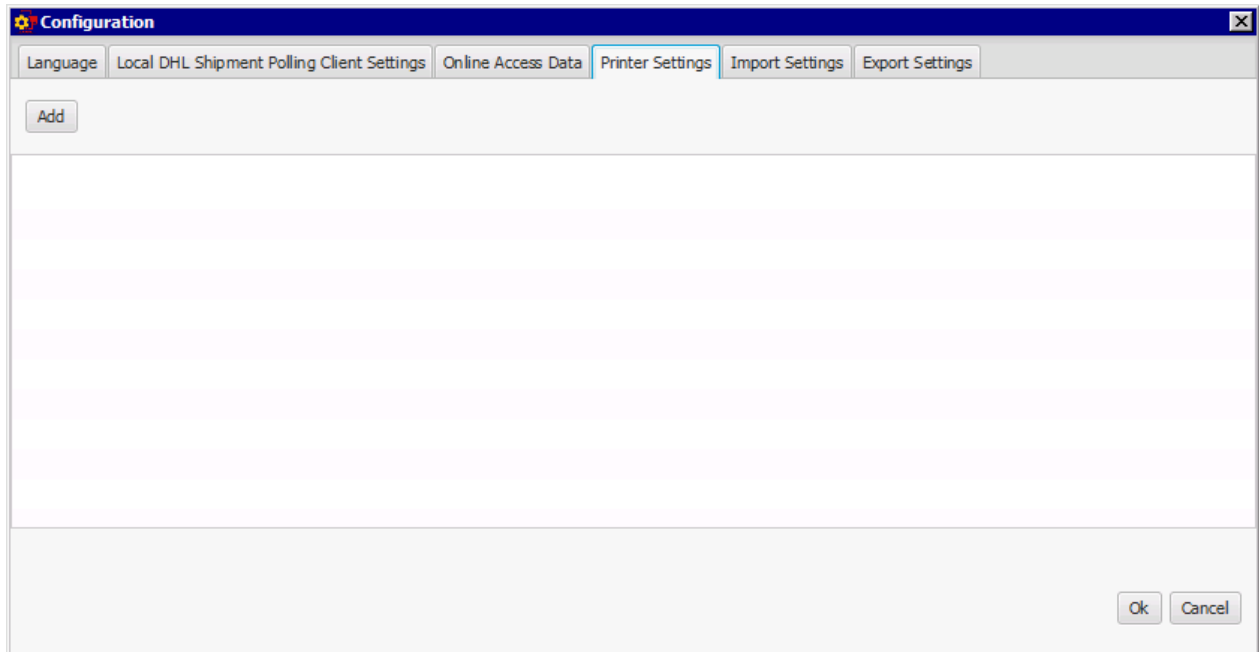 Configuration
Language Local DHL Shipment Polling Client Settings Online Access Data Printer Settings Import Settings Export Settings
Add
Ok Cancel